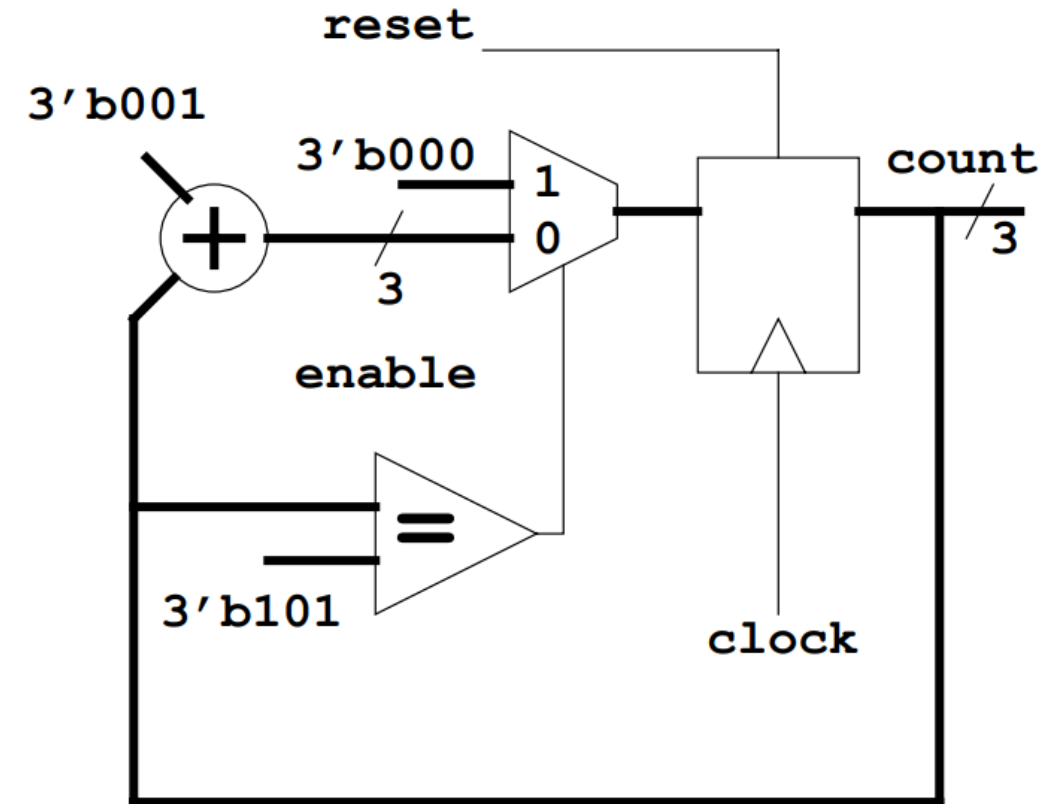 reset
3′b001
3′b000
1
count
0
3
3
+
enable
=
3′b101
clock